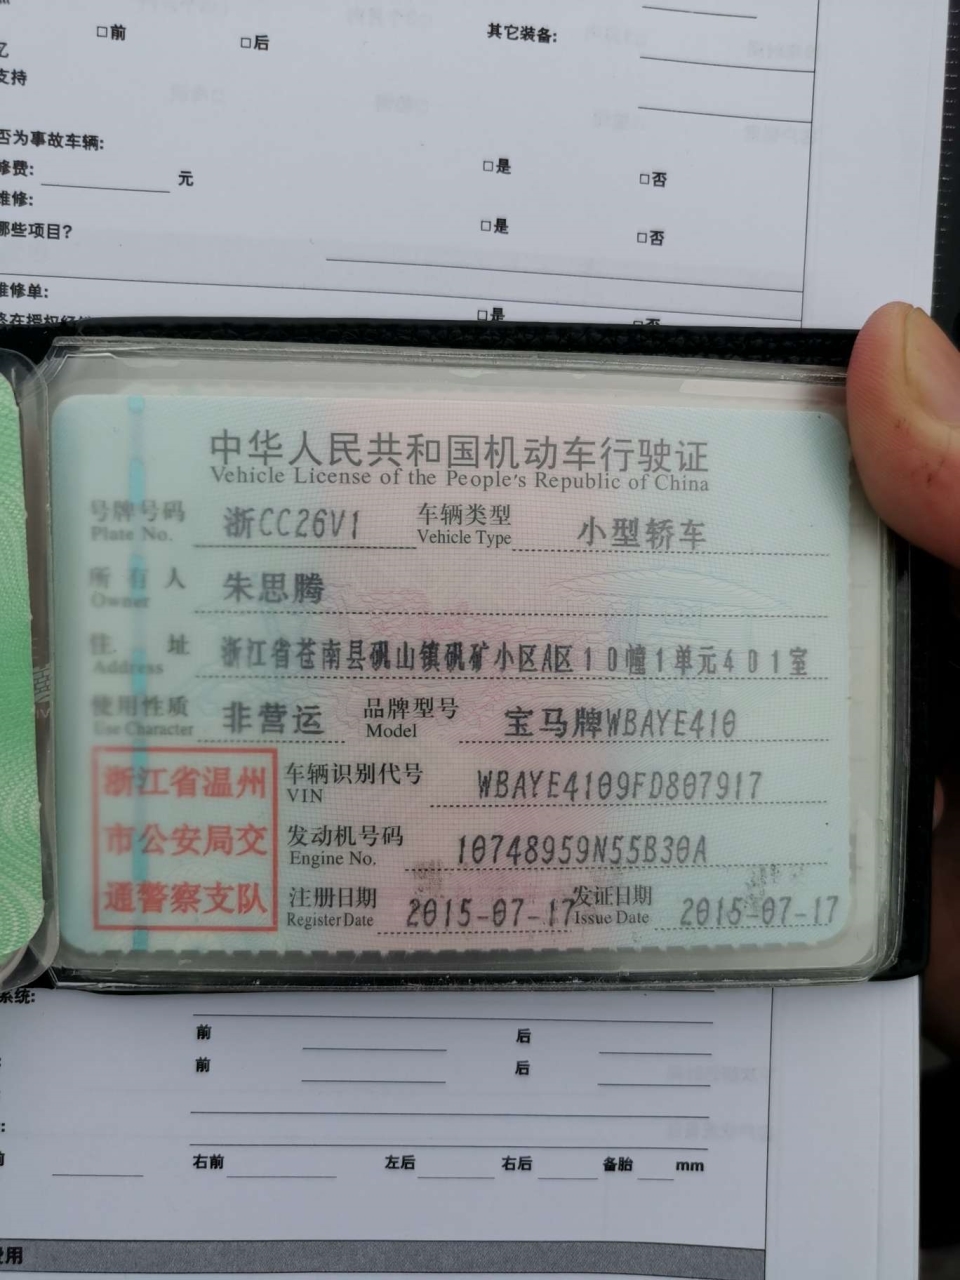 □前 □后 其它装备:
支持
否为事故车辆:
修费: 元 □是 □否
维修:
哪些项目? □是 □否
维修单:
□是 □否
中华人民共和国机动车行驶证
Vehicle License of the People's Republic of China
号牌号码 浙CC26V1 车辆类型 小型轿车
Plate No. Vehicle Type
所有人 朱思腾
Owner
住址 浙江省苍南县矾山镇矾矿小区A区10幢1单元401室
Address
使用性质 非营运 品牌型号 宝马牌WBAYE410
Use Character Model
浙江省温州
市公安局交
通警察支队
车辆识别代号 WBAYE4109FD807917
VIN
发动机号码 10748959N55B30A
Engine No.
注册日期 2015-07-17 发证日期 2015-07-17
Register Date Issue Date
系统:
前 后
前 后
右前 左后 右后 备胎 mm
费用